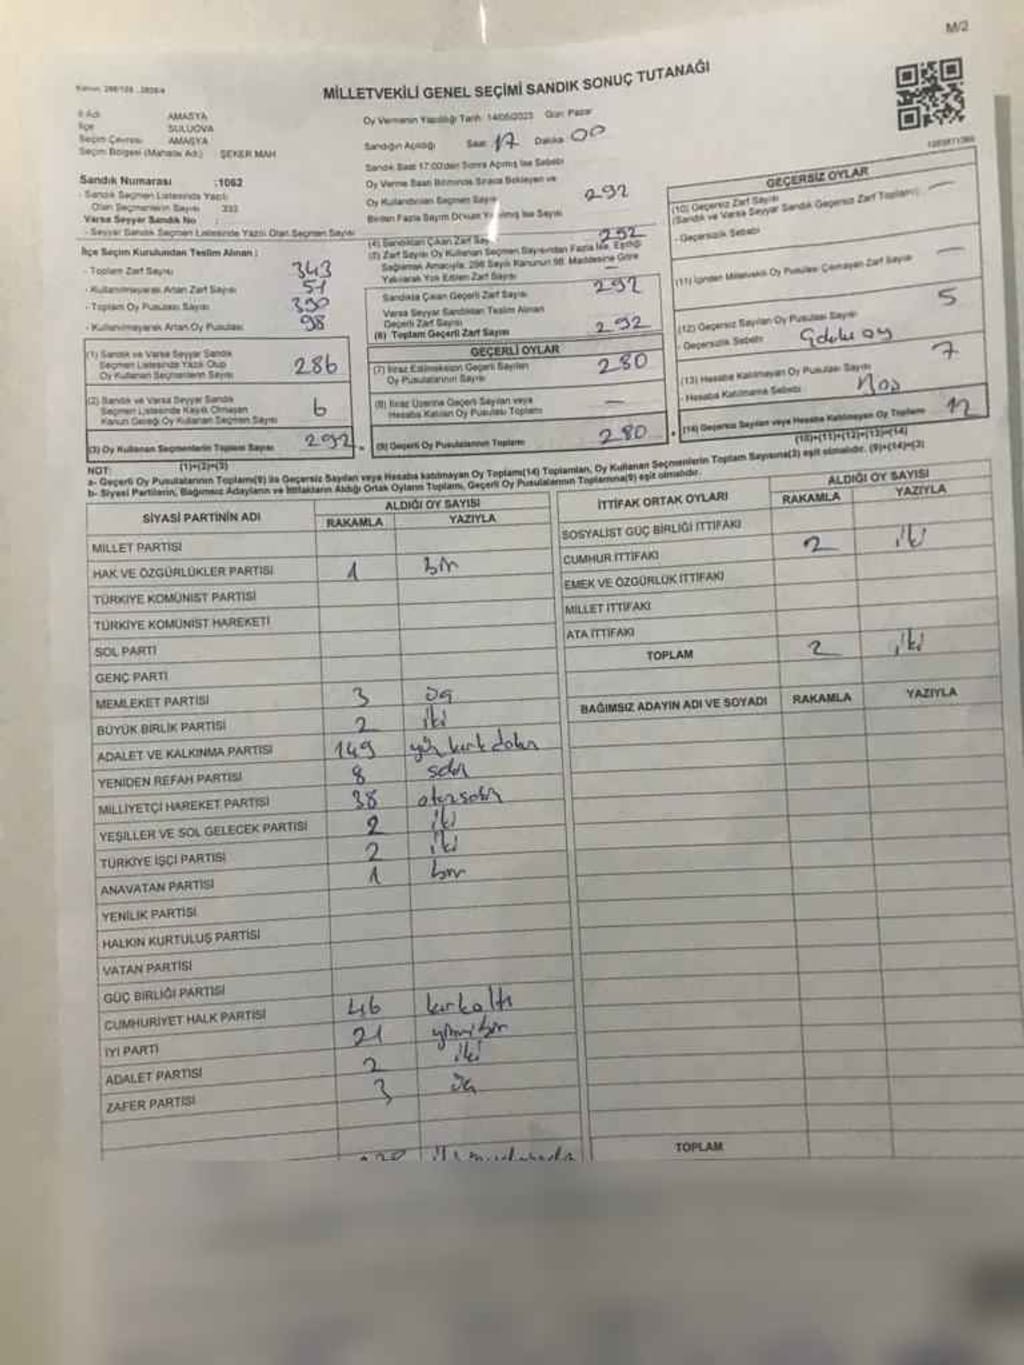 M/2
MİLLETVEKİLİ GENEL SEÇİMİ SANDIK SONUÇ TUTANAĞI
İl Adı AMASYA
İlçe SULUOVA
Seçim Çevresi AMASYA
Seçim Bölgesi (Mahalle Adı) : ŞEKER MAH
Oy Vermenin Yapıldığı Tarih: 14/05/2023 Gün: Pazar
Sandığın Açıldığı Saat: 17 Dakika: 00
Sandık Saat 17:00'den Sonra Açılmış İse Sebebi
Oy Verme Saati Bitiminde Sırada Bekleyen ve
Oy Kullandırılan Seçmen Sayısı 292
Birden Fazla Sayım Döküm Yapılmış İse Sayısı
Sandık Numarası :1062
- Sandık Seçmen Listesinde Yazılı
Olan Seçmenlerin Sayısı 333
Varsa Seyyar Sandık No :
- Seyyar Sandık Seçmen Listesinde Yazılı Olan Seçmen Sayısı
İlçe Seçim Kurulundan Teslim Alınan :
- Toplam Zarf Sayısı 343
- Kullanılmayarak Artan Zarf Sayısı 51
- Toplam Oy Pusulası Sayısı 390
- Kullanılmayarak Artan Oy Pusulası 98
(1) Sandık ve Varsa Seyyar Sandık
Seçmen Listesinde Yazılı Olup
Oy Kullanan Seçmenlerin Sayısı 286
(2) Sandık ve Varsa Seyyar Sandık
Seçmen Listesinde Kaydı Olmayan
Kanun Gereği Oy Kullanan Seçmen Sayısı 6
(3) Oy Kullanan Seçmenlerin Toplam Sayısı 292
(1)+(2)=(3)
(4) Sandıktan Çıkan Zarf Sayısı 292
(5) Zarf Sayısı Oy Kullanan Seçmen Sayısından Fazla İse, Eşitliği
Sağlamak Amacıyla, 298 Sayılı Kanunun 98. Maddesine Göre
Yakılarak Yok Edilen Zarf Sayısı —
Sandıkta Çıkan Geçerli Zarf Sayısı 292
Varsa Seyyar Sandıktan Teslim Alınan
Geçerli Zarf Sayısı
(6) Toplam Geçerli Zarf Sayısı 292
GEÇERLİ OYLAR
(7) İtiraz Edilmeksizin Geçerli Sayılan
Oy Pusulalarının Sayısı 280
(8) İtiraz Üzerine Geçerli Sayılan veya
Hesaba Katılan Oy Pusulası Toplamı —
(9) Geçerli Oy Pusulalarının Toplamı 280
GEÇERSİZ OYLAR
(10) Geçersiz Zarf Sayısı
(Sandık ve Varsa Seyyar Sandık Geçersiz Zarf Toplamı) —
- Geçersizlik Sebebi
(11) İçinden Milletvekili Oy Pusulası Çıkmayan Zarf Sayısı —
(12) Geçersiz Sayılan Oy Pusulası Sayısı 5
- Geçersizlik Sebebi
(13) Hesaba Katılmayan Oy Pusulası Sayısı 7
- Hesaba Katılmama Sebebi
(14) Geçersiz Sayılan veya Hesaba Katılmayan Oy Toplamı 12
(10)+(11)+(12)+(13)=(14)
NOT:
a- Geçerli Oy Pusulalarının Toplamı(9) ile Geçersiz Sayılan veya Hesaba katılmayan Oy Toplamı(14) Toplamları, Oy Kullanan Seçmenlerin Toplam Sayısına(3) eşit olmalıdır. (9)+(14)=(3)
b- Siyasi Partilerin, Bağımsız Adayların ve İttifakların Aldığı Ortak Oyların Toplamı, Geçerli Oy Pusulalarının Toplamına(9) eşit olmalıdır.
SİYASİ PARTİNİN ADI ALDIĞI OY SAYISI
RAKAMLA YAZIYLA
MİLLET PARTİSİ
HAK VE ÖZGÜRLÜKLER PARTİSİ 1 bir
TÜRKİYE KOMÜNİST PARTİSİ
TÜRKİYE KOMÜNİST HAREKETİ
SOL PARTİ
GENÇ PARTİ
MEMLEKET PARTİSİ 3 üç
BÜYÜK BİRLİK PARTİSİ 2 iki
ADALET VE KALKINMA PARTİSİ 149 yüz kırk dokuz
YENİDEN REFAH PARTİSİ 8 sekiz
MİLLİYETÇİ HAREKET PARTİSİ 38 otuzsekiz
YEŞİLLER VE SOL GELECEK PARTİSİ 2 iki
TÜRKİYE İŞÇİ PARTİSİ 2 iki
ANAVATAN PARTİSİ 1 bir
YENİLİK PARTİSİ
HALKIN KURTULUŞ PARTİSİ
VATAN PARTİSİ
GÜÇ BİRLİĞİ PARTİSİ
CUMHURİYET HALK PARTİSİ 46 kırkaltı
İYİ PARTİ 21 yirmibir
ADALET PARTİSİ 2 iki
ZAFER PARTİSİ 3 üç
İTTİFAK ORTAK OYLARI ALDIĞI OY SAYISI
RAKAMLA YAZIYLA
SOSYALİST GÜÇ BİRLİĞİ İTTİFAKI
CUMHUR İTTİFAKI 2 iki
EMEK VE ÖZGÜRLÜK İTTİFAKI
MİLLET İTTİFAKI
ATA İTTİFAKI
TOPLAM 2 iki
BAĞIMSIZ ADAYIN ADI VE SOYADI RAKAMLA YAZIYLA
TOPLAM